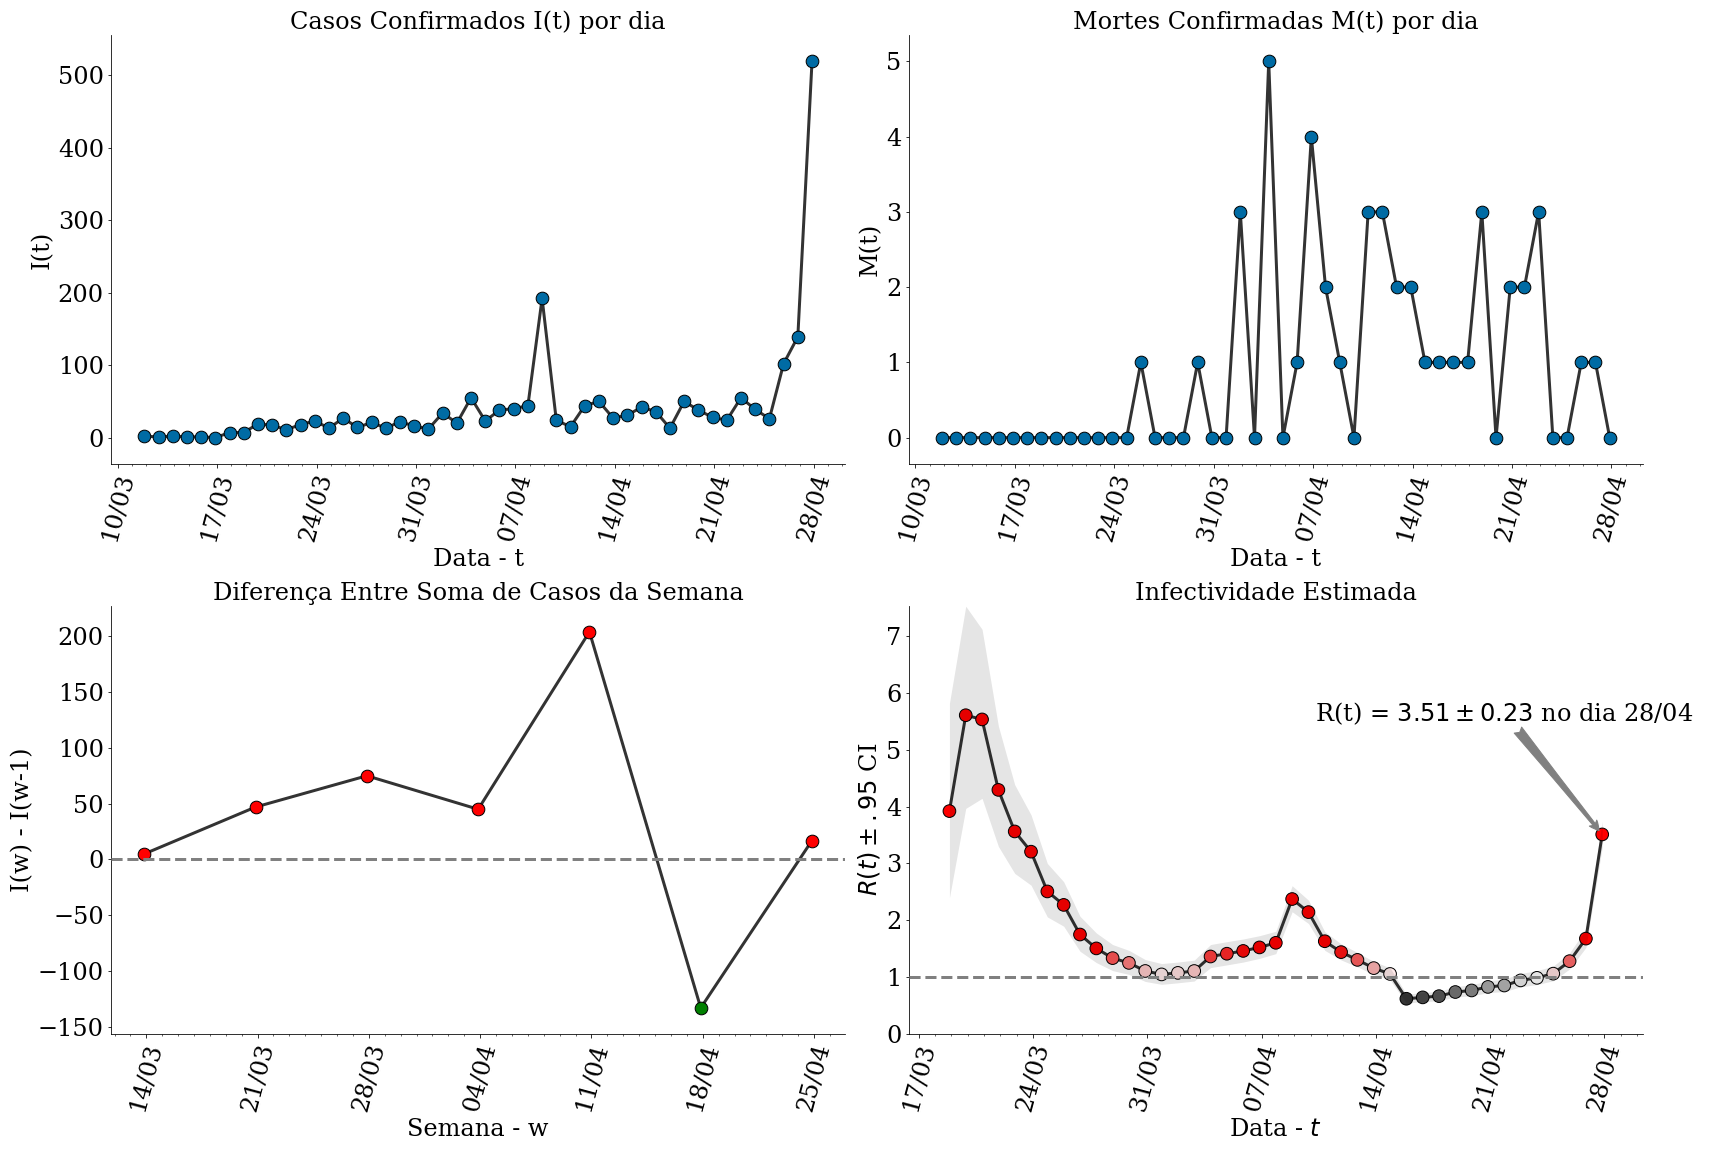 Casos Confirmados I(t) por dia
I(t)
500
400
300
200
100
0
10/03 17/03 24/03 31/03 07/04 14/04 21/04 28/04
Data - t
Mortes Confirmadas M(t) por dia
M(t)
5
4
3
2
1
0
10/03 17/03 24/03 31/03 07/04 14/04 21/04 28/04
Data - t
Diferença Entre Soma de Casos da Semana
I(w) - I(w-1)
200
150
100
50
0
−50
−100
−150
14/03 21/03 28/03 04/04 11/04 18/04 25/04
Semana - w
Infectividade Estimada
R(t) ± .95 CI
7
6
5
4
3
2
1
0
R(t) = 3.51 ± 0.23 no dia 28/04
17/03 24/03 31/03 07/04 14/04 21/04 28/04
Data - t